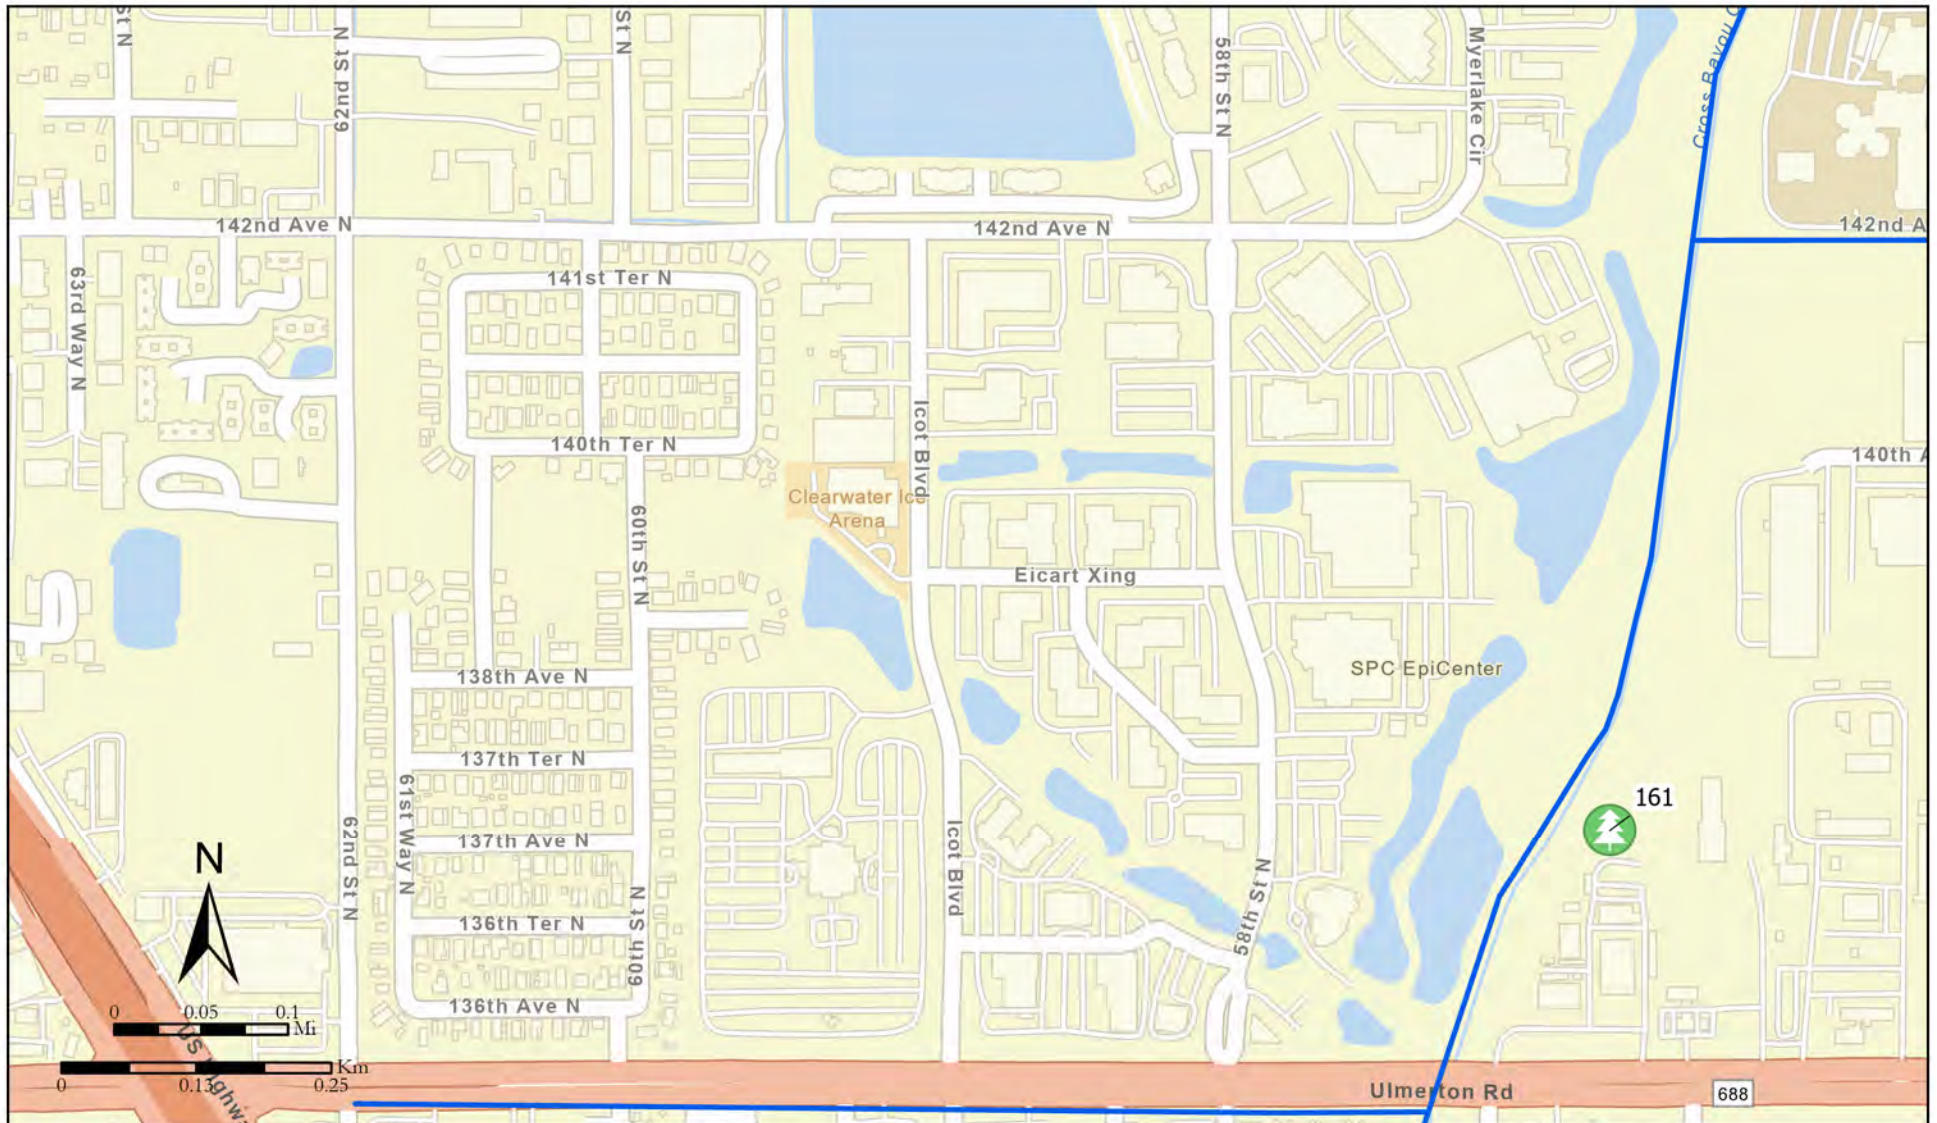 St N
62nd St N
St N
58th St N
Myerlake Cir
Cross Bayou C
142nd Ave N
142nd Ave N
142nd A
63rd Way N
141st Ter N
140th Ter N
Icot Blvd
140th A
Clearwater Ice
Arena
60th St N
Eicart Xing
SPC EpiCenter
138th Ave N
137th Ter N
61st Way N
161
137th Ave N
62nd St N
Icot Blvd
58th St N
N
136th Ter N
60th St N
136th Ave N
0 0.05 0.1
Mi
US Highwa
Km
0 0.13 0.25
Ulmerton Rd
688